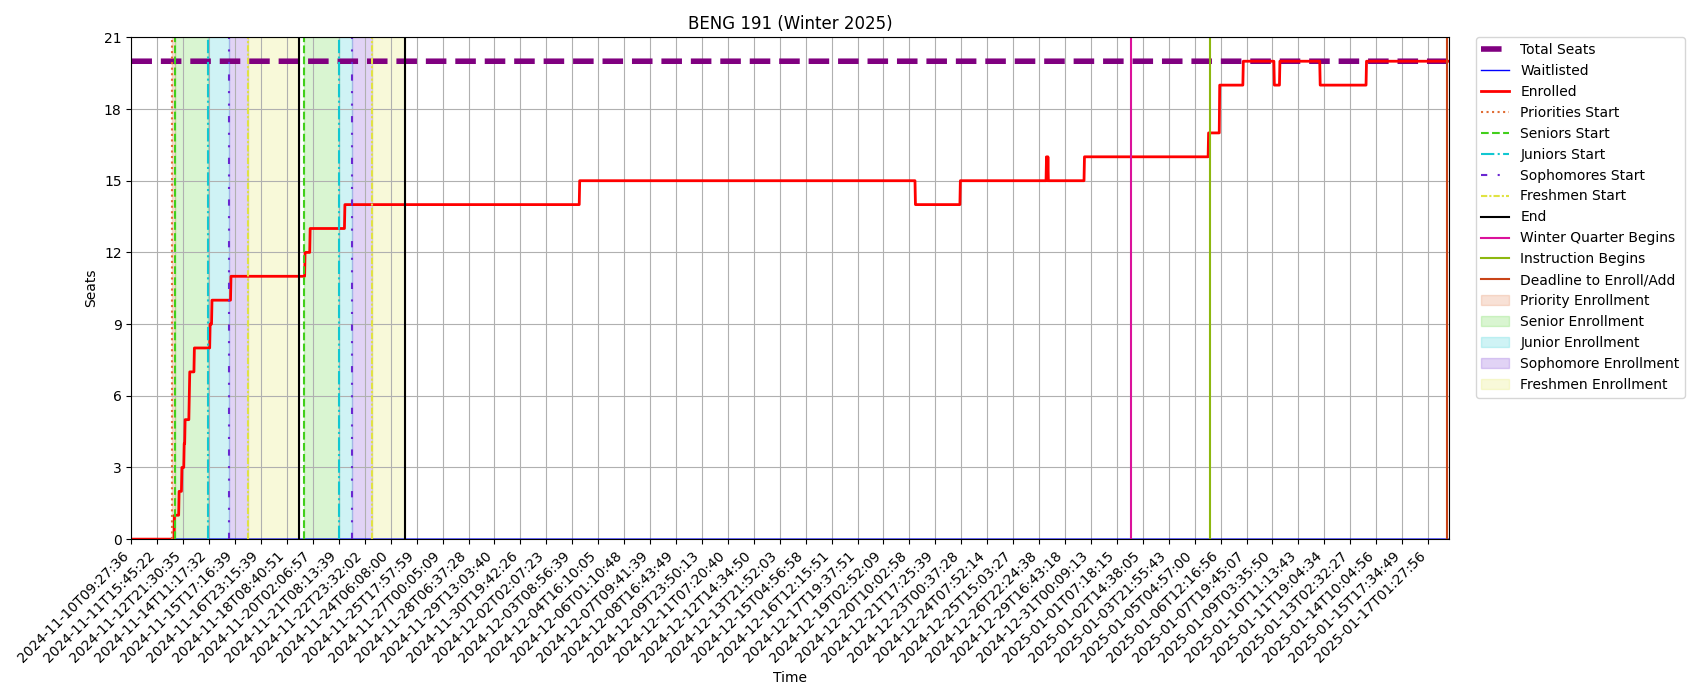 BENG 191 (Winter 2025)
21
18
15
12
9
6
3
0
Seats
2024-11-10T09:27:36
2024-11-11T15:45:22
2024-11-12T21:30:35
2024-11-14T11:17:32
2024-11-15T17:16:39
2024-11-16T23:15:39
2024-11-18T08:40:51
2024-11-20T02:06:57
2024-11-21T08:13:39
2024-11-22T23:32:02
2024-11-24T06:08:00
2024-11-25T17:57:59
2024-11-27T00:05:09
2024-11-28T06:37:28
2024-11-29T13:03:40
2024-11-30T19:42:26
2024-12-02T02:07:23
2024-12-03T08:56:39
2024-12-04T16:10:05
2024-12-06T01:10:48
2024-12-07T09:41:39
2024-12-08T16:43:49
2024-12-09T23:50:13
2024-12-11T07:20:40
2024-12-12T14:34:50
2024-12-13T21:52:03
2024-12-15T04:56:58
2024-12-16T12:15:51
2024-12-17T19:37:51
2024-12-19T02:52:09
2024-12-20T10:02:58
2024-12-21T17:25:39
2024-12-23T00:37:28
2024-12-24T07:52:14
2024-12-25T15:03:27
2024-12-26T22:24:38
2024-12-29T16:43:18
2024-12-31T00:09:13
2025-01-01T07:18:15
2025-01-02T14:38:05
2025-01-03T21:55:43
2025-01-05T04:57:00
2025-01-06T12:16:56
2025-01-07T19:45:07
2025-01-09T03:35:50
2025-01-10T11:13:43
2025-01-11T19:04:34
2025-01-13T02:32:27
2025-01-14T10:04:56
2025-01-15T17:34:49
2025-01-17T01:27:56
Time
Total Seats
Waitlisted
Enrolled
Priorities Start
Seniors Start
Juniors Start
Sophomores Start
Freshmen Start
End
Winter Quarter Begins
Instruction Begins
Deadline to Enroll/Add
Priority Enrollment
Senior Enrollment
Junior Enrollment
Sophomore Enrollment
Freshmen Enrollment